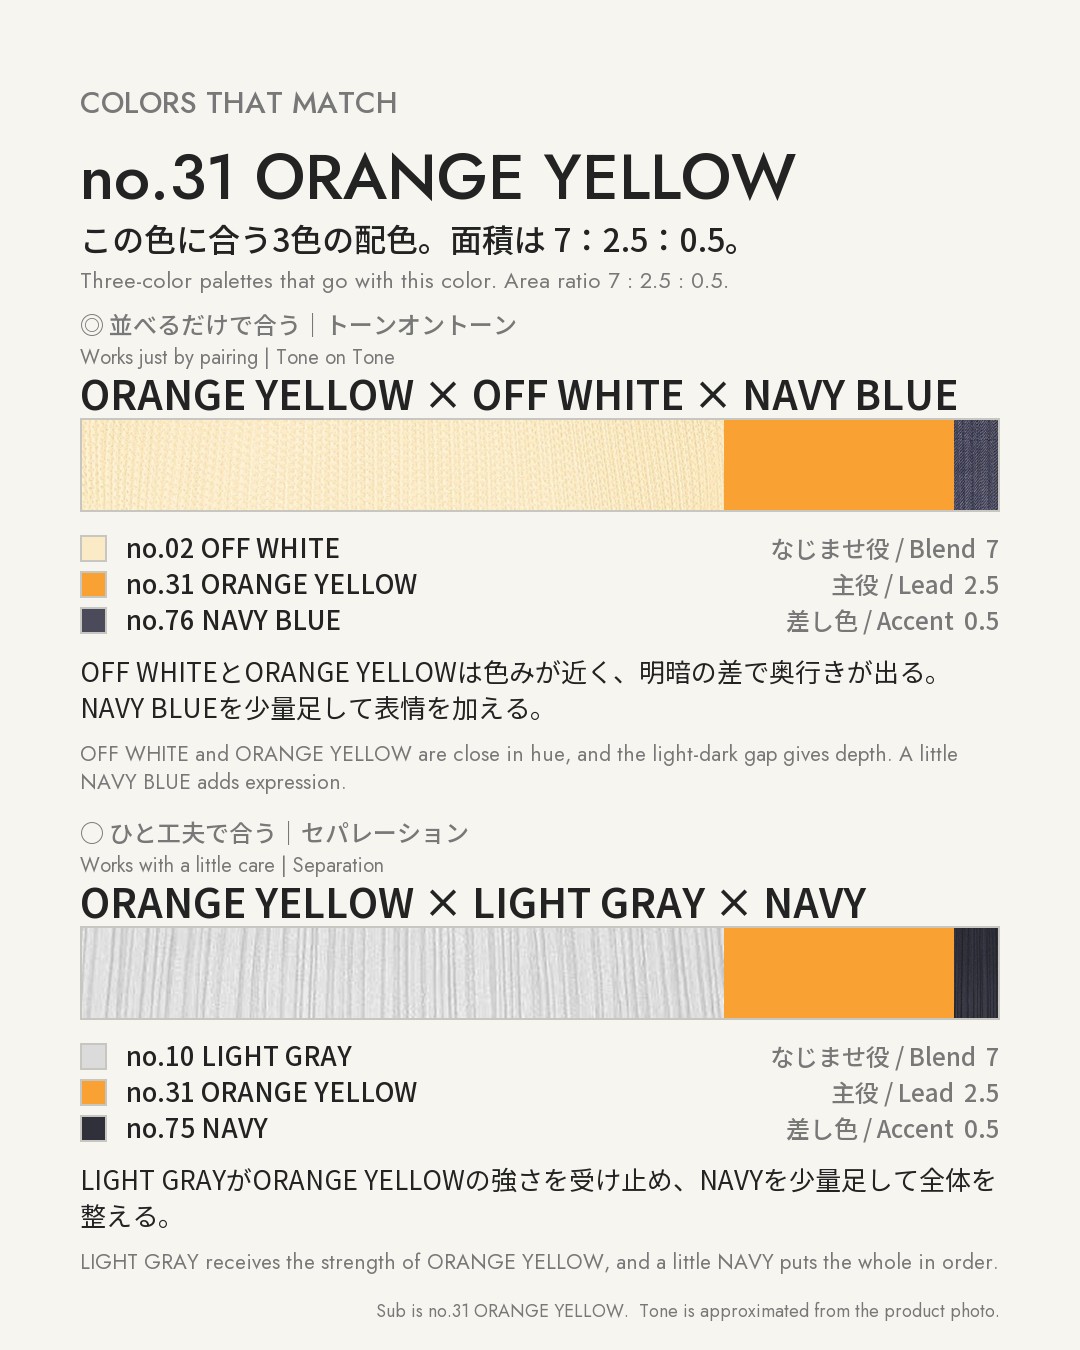 COLORS THAT MATCH
no.31 ORANGE YELLOW
この色に合う3色の配色。面積は 7：2.5：0.5。
Three-color palettes that go with this color. Area ratio 7 : 2.5 : 0.5.
◎ 並べるだけで合う｜トーンオントーン
Works just by pairing | Tone on Tone
ORANGE YELLOW × OFF WHITE × NAVY BLUE
no.02 OFF WHITE なじませ役 / Blend 7
no.31 ORANGE YELLOW 主役 / Lead 2.5
no.76 NAVY BLUE 差し色 / Accent 0.5
OFF WHITEとORANGE YELLOWは色みが近く、明暗の差で奥行きが出る。
NAVY BLUEを少量足して表情を加える。
OFF WHITE and ORANGE YELLOW are close in hue, and the light-dark gap gives depth. A little
NAVY BLUE adds expression.
○ ひと工夫で合う｜セパレーション
Works with a little care | Separation
ORANGE YELLOW × LIGHT GRAY × NAVY
no.10 LIGHT GRAY なじませ役 / Blend 7
no.31 ORANGE YELLOW 主役 / Lead 2.5
no.75 NAVY 差し色 / Accent 0.5
LIGHT GRAYがORANGE YELLOWの強さを受け止め、NAVYを少量足して全体を
整える。
LIGHT GRAY receives the strength of ORANGE YELLOW, and a little NAVY puts the whole in order.
Sub is no.31 ORANGE YELLOW. Tone is approximated from the product photo.